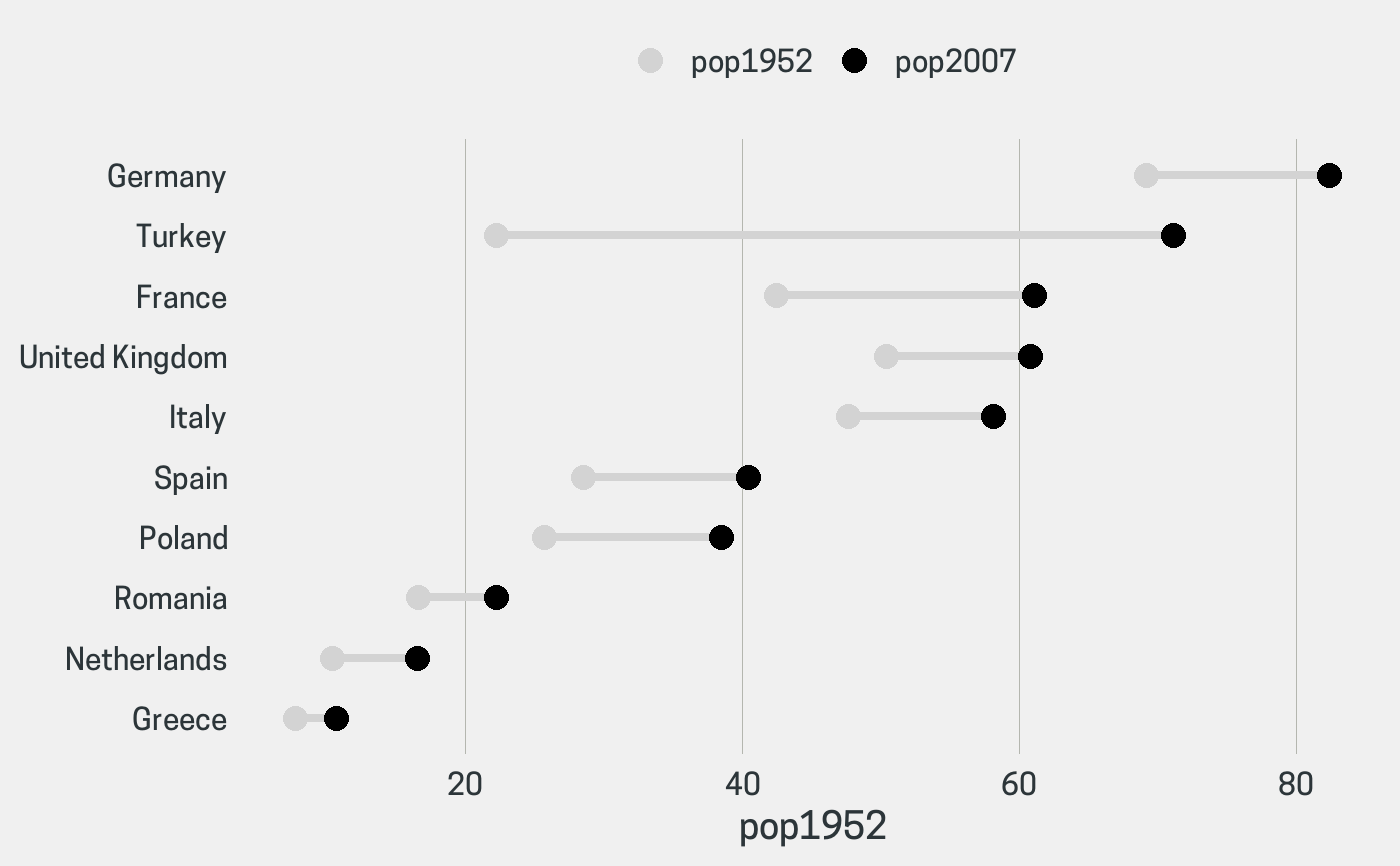 pop1952 pop2007
Germany
Turkey
France
United Kingdom
Italy
Spain
Poland
Romania
Netherlands
Greece
20 40 60 80
pop1952